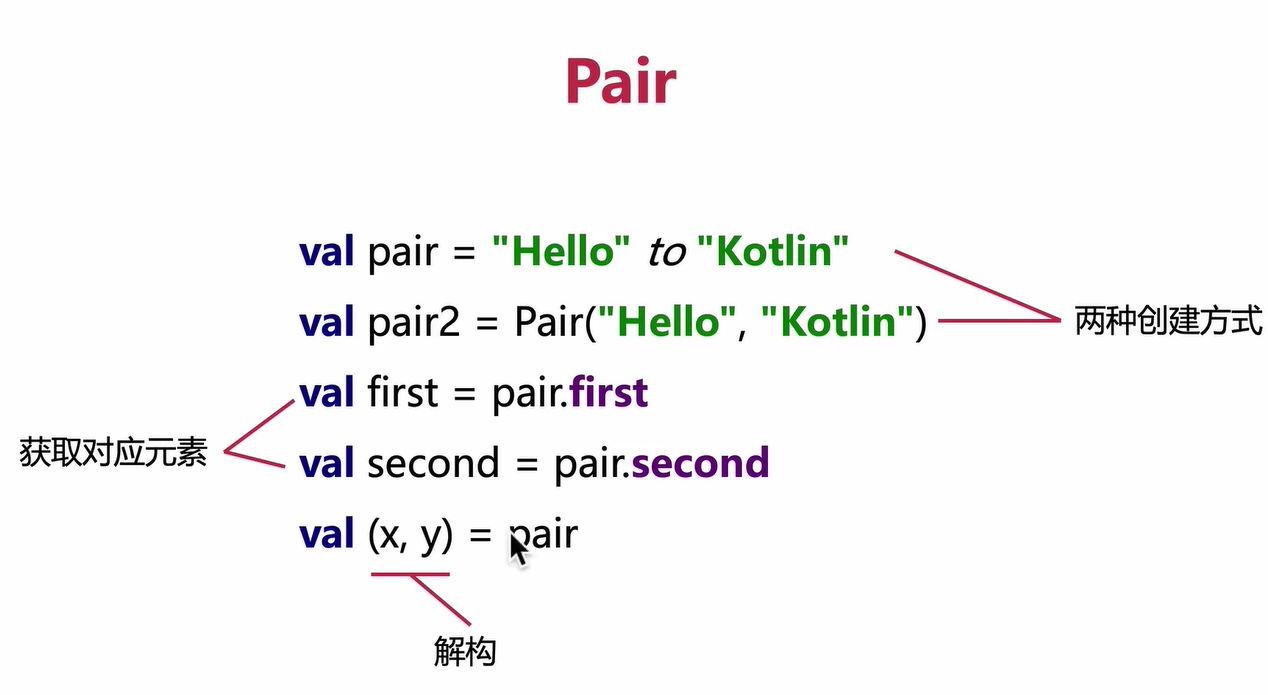 Pair
val pair = "Hello" to "Kotlin"
val pair2 = Pair("Hello", "Kotlin")
两种创建方式
val first = pair.first
获取对应元素
val second = pair.second
val (x, y) = pair
解构